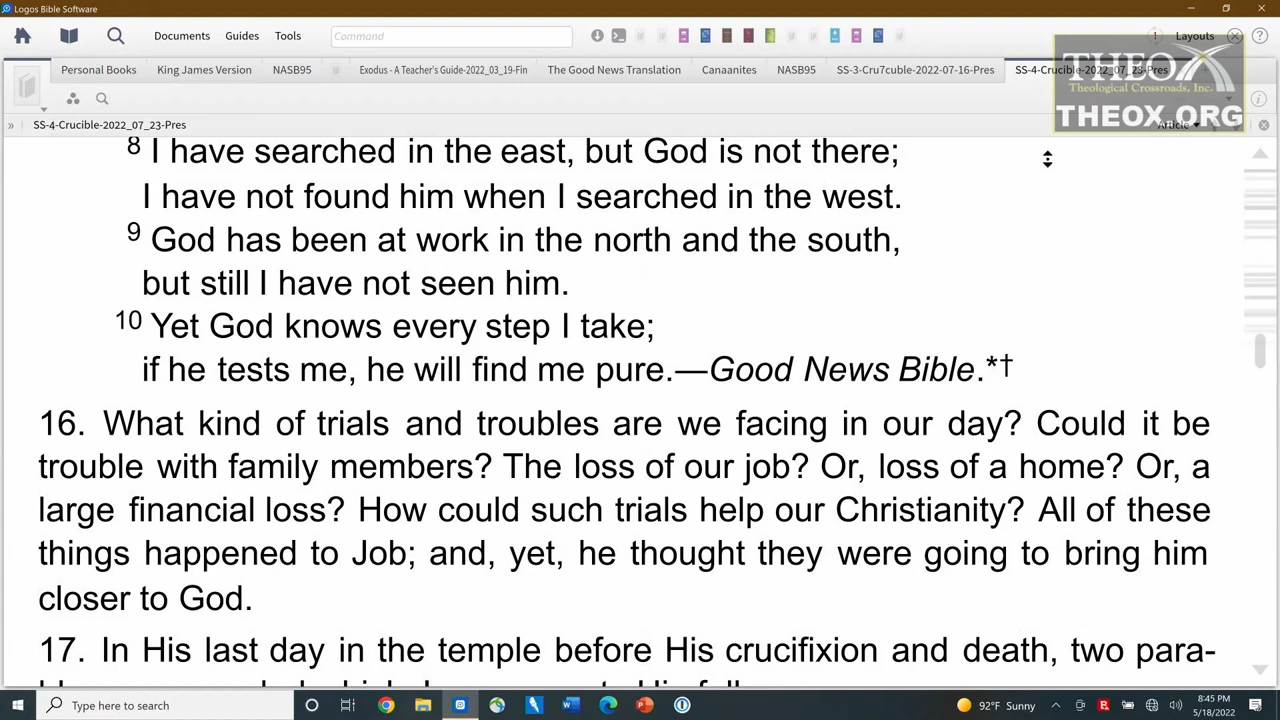 Logos Bible Software
Documents Guides Tools Command Layouts
Personal Books King James Version NASB95 _2022_03_19-Fin The Good News Translation Canaanites NASB95 SS-3-Cru7cuble-2022-07-16-Pres SS-4-Crucible-2022_07_23-Pres
THEOX
Theological Crossroads, Inc.
THEOX.ORG
SS-4-Crucible-2022_07_23-Pres Article
8 I have searched in the east, but God is not there;
I have not found him when I searched in the west.
9 God has been at work in the north and the south,
but still I have not seen him.
10 Yet God knows every step I take;
if he tests me, he will find me pure.—Good News Bible.*†
16. What kind of trials and troubles are we facing in our day? Could it be
trouble with family members? The loss of our job? Or, loss of a home? Or, a
large financial loss? How could such trials help our Christianity? All of these
things happened to Job; and, yet, he thought they were going to bring him
closer to God.
17. In His last day in the temple before His crucifixion and death, two para-
Type here to search
92°F Sunny
8:45 PM
5/18/2022